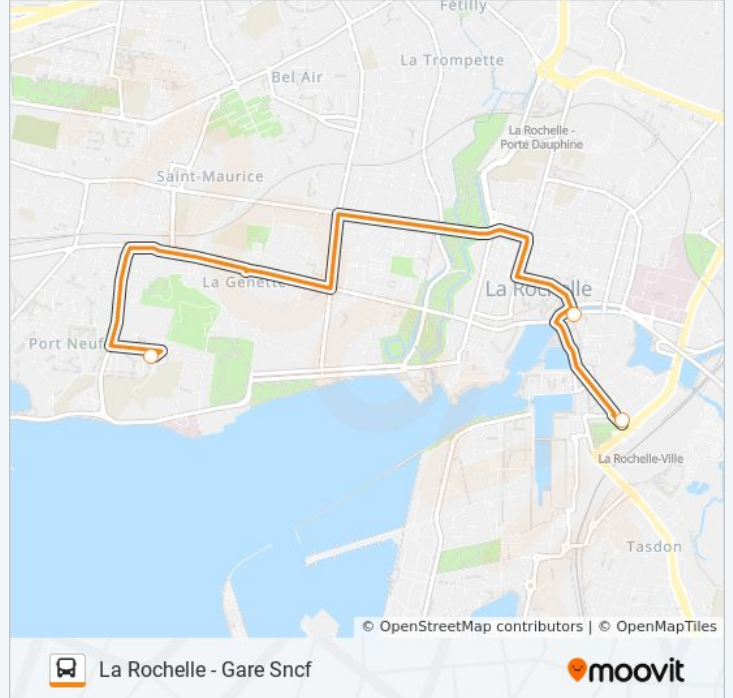 Fétilly
La Trompette
Bel Air
La Rochelle -
Porte Dauphine
Saint-Maurice
La Genette
La Rochelle
Port Neuf
La Rochelle-Ville
Tasdon
© OpenStreetMap contributors | © OpenMapTiles
La Rochelle - Gare Sncf
moovit